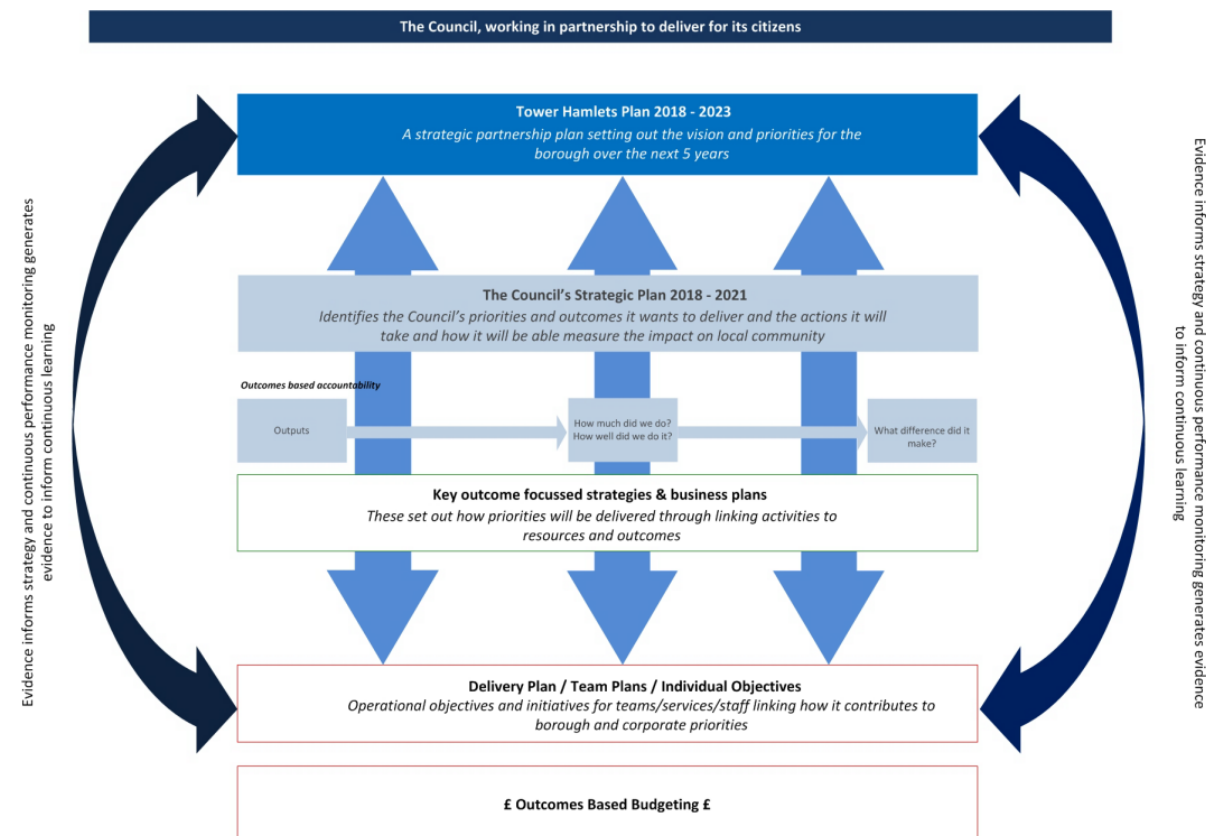 The Council, working in partnership to deliver for its citizens
Tower Hamlets Plan 2018 - 2023
A strategic partnership plan setting out the vision and priorities for the
borough over the next 5 years
The Council's Strategic Plan 2018 - 2021
Identifies the Council's priorities and outcomes it wants to deliver and the actions it will
take and how it will be able measure the impact on local community
Outcomes based accountability
Outputs
How much did we do?
How well did we do it?
What difference did it
make?
Key outcome focussed strategies & business plans
These set out how priorities will be delivered through linking activities to
resources and outcomes
Delivery Plan / Team Plans / Individual Objectives
Operational objectives and initiatives for teams/services/staff linking how it contributes to
borough and corporate priorities
£ Outcomes Based Budgeting £
Evidence informs strategy and continuous performance monitoring generates
evidence to inform continuous learning
Evidence informs strategy and continuous performance monitoring generates evidence
to inform continuous learning